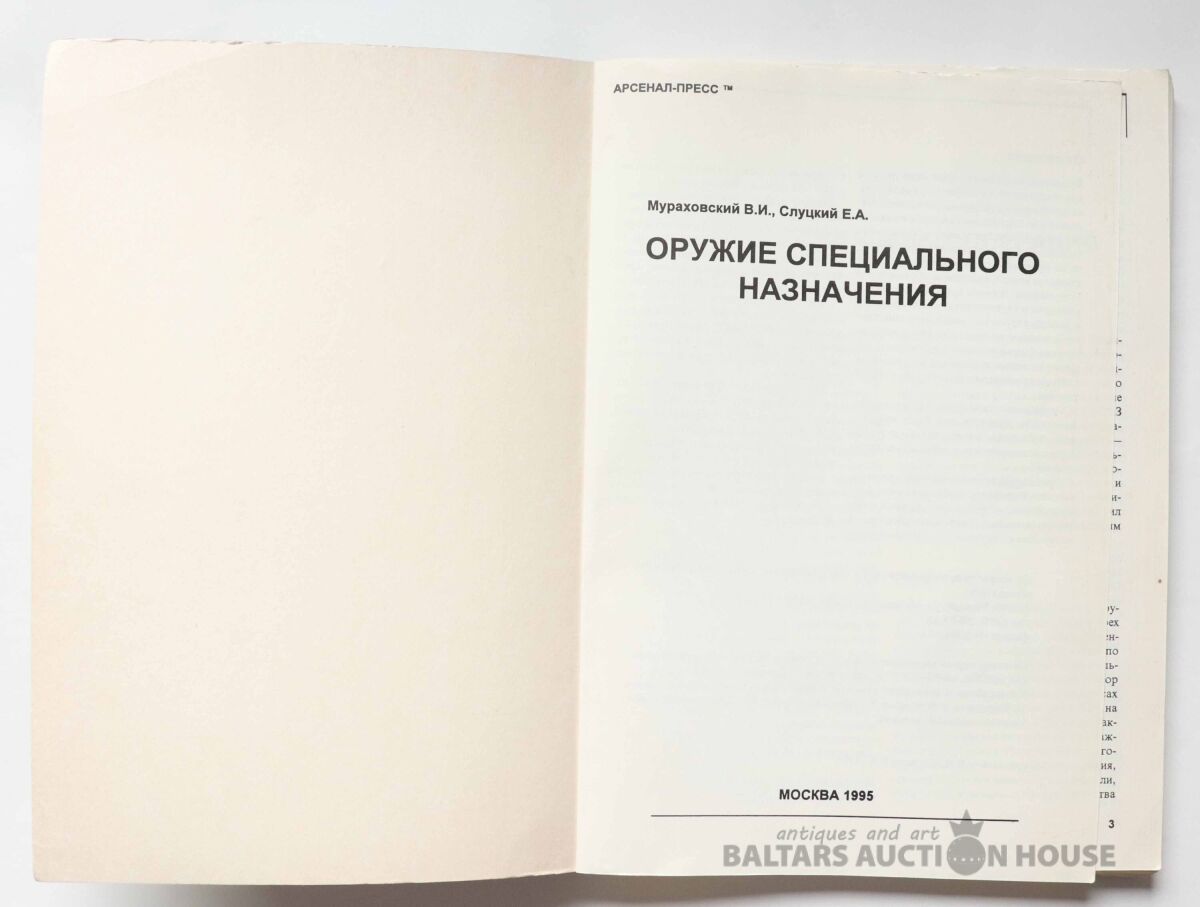 АРСЕНАЛ-ПРЕСС ™
Мураховский В.И., Слуцкий Е.А.
ОРУЖИЕ СПЕЦИАЛЬНОГО
НАЗНАЧЕНИЯ
МОСКВА 1995
3
antiques and art
BALTARS AUCTION HOUSE